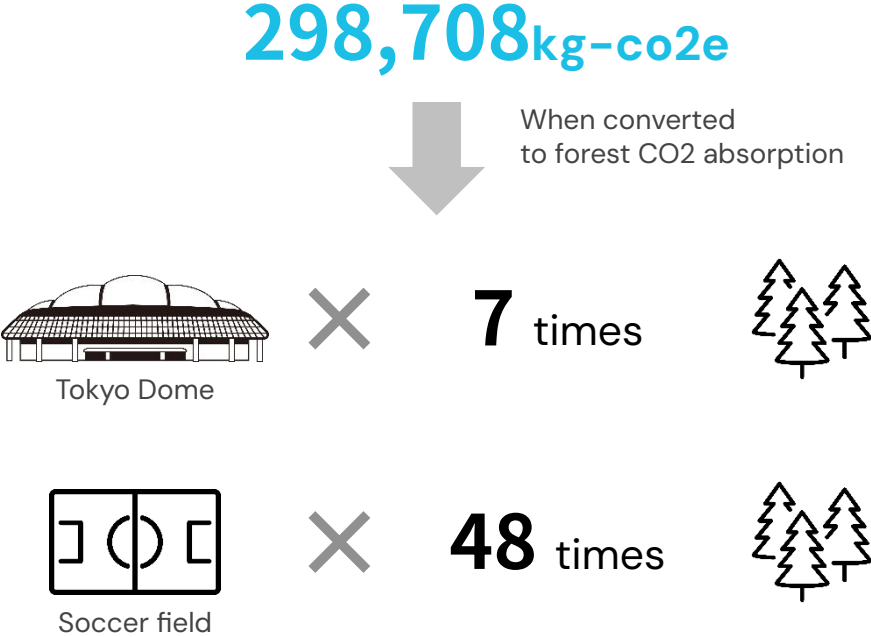 298,708kg-co2e
When converted
to forest CO2 absorption
7 times
Tokyo Dome
48 times
Soccer field